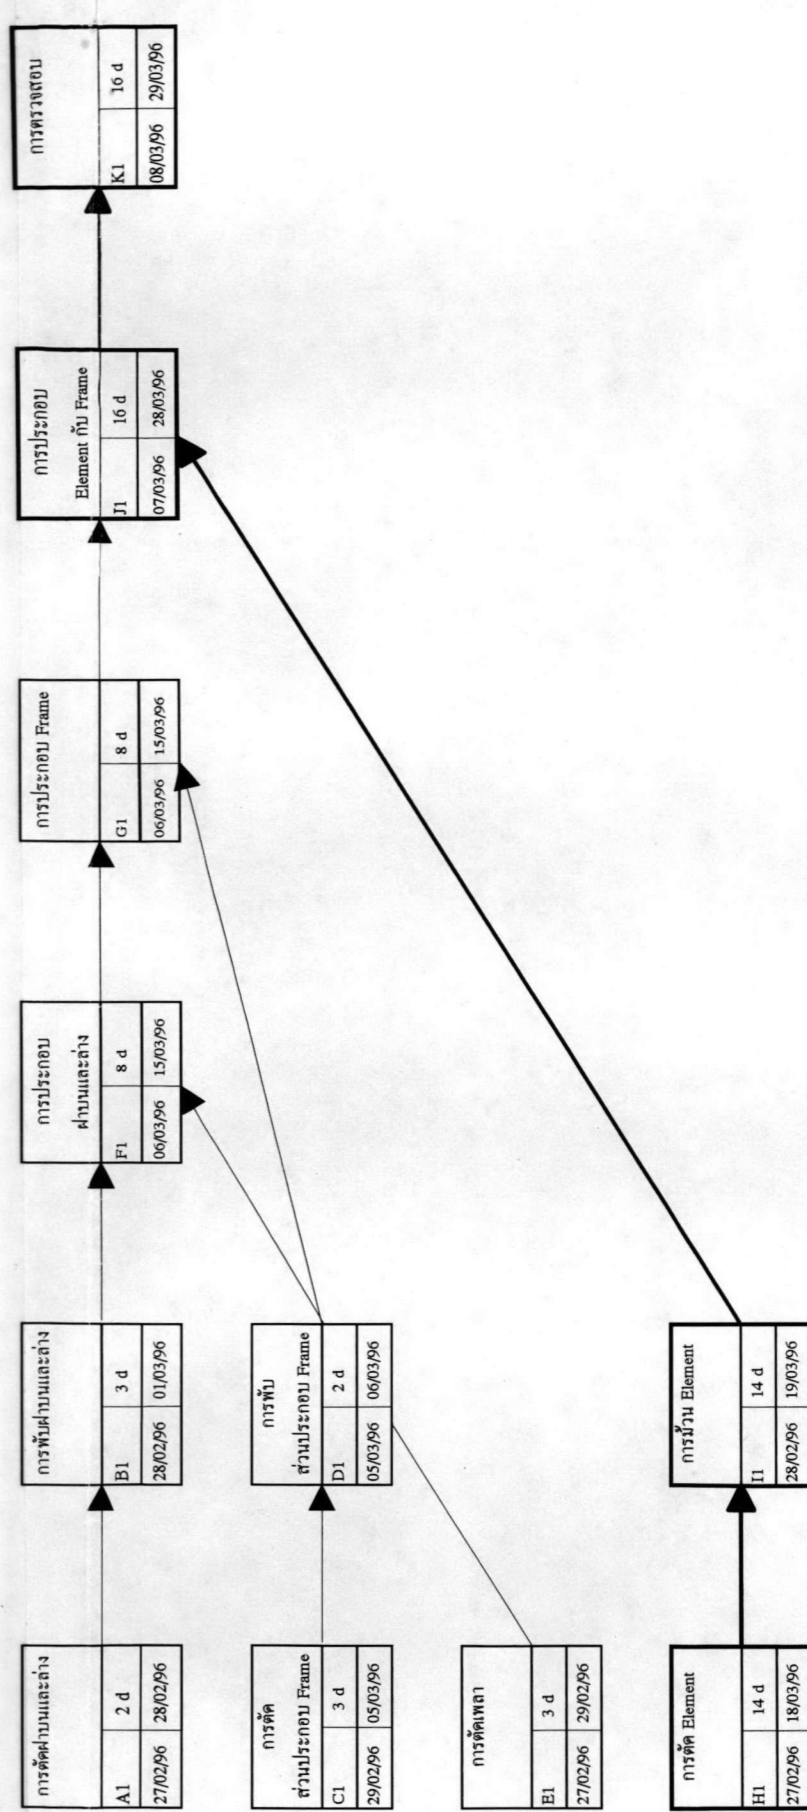 การตัดฝาบนและล่าง
A1 2 d
27/02/96 28/02/96
การพับฝาบนและล่าง
B1 3 d
28/02/96 01/03/96
การประกอบ
ฝาบนและล่าง
F1 8 d
06/03/96 15/03/96
การประกอบ Frame
G1 8 d
06/03/96 15/03/96
การประกอบ
Element กับ Frame
J1 16 d
07/03/96 28/03/96
การตรวจสอบ
K1 16 d
08/03/96 29/03/96
การตัด
ส่วนประกอบ Frame
C1 3 d
29/02/96 05/03/96
การพับ
ส่วนประกอบ Frame
D1 2 d
05/03/96 06/03/96
การตัดเพลา
E1 3 d
27/02/96 29/02/96
การตัด Element
H1 14 d
27/02/96 18/03/96
การม้วน Element
I1 14 d
28/02/96 19/03/96